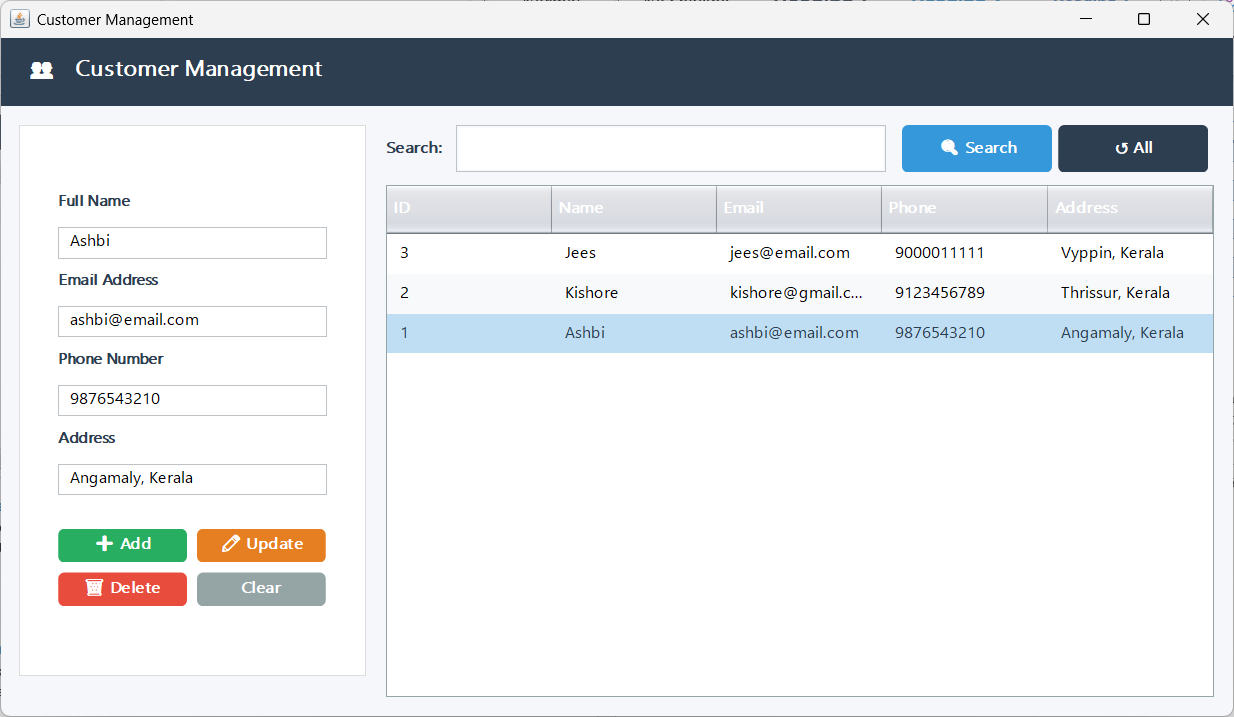 Customer Management
Customer Management
Full Name
Ashbi
Email Address
ashbi@email.com
Phone Number
9876543210
Address
Angamaly, Kerala
Add Update
Delete Clear
Search: Search ↺ All
ID Name Email Phone Address
3 Jees jees@email.com 9000011111 Vyppin, Kerala
2 Kishore kishore@gmail.c... 9123456789 Thrissur, Kerala
1 Ashbi ashbi@email.com 9876543210 Angamaly, Kerala